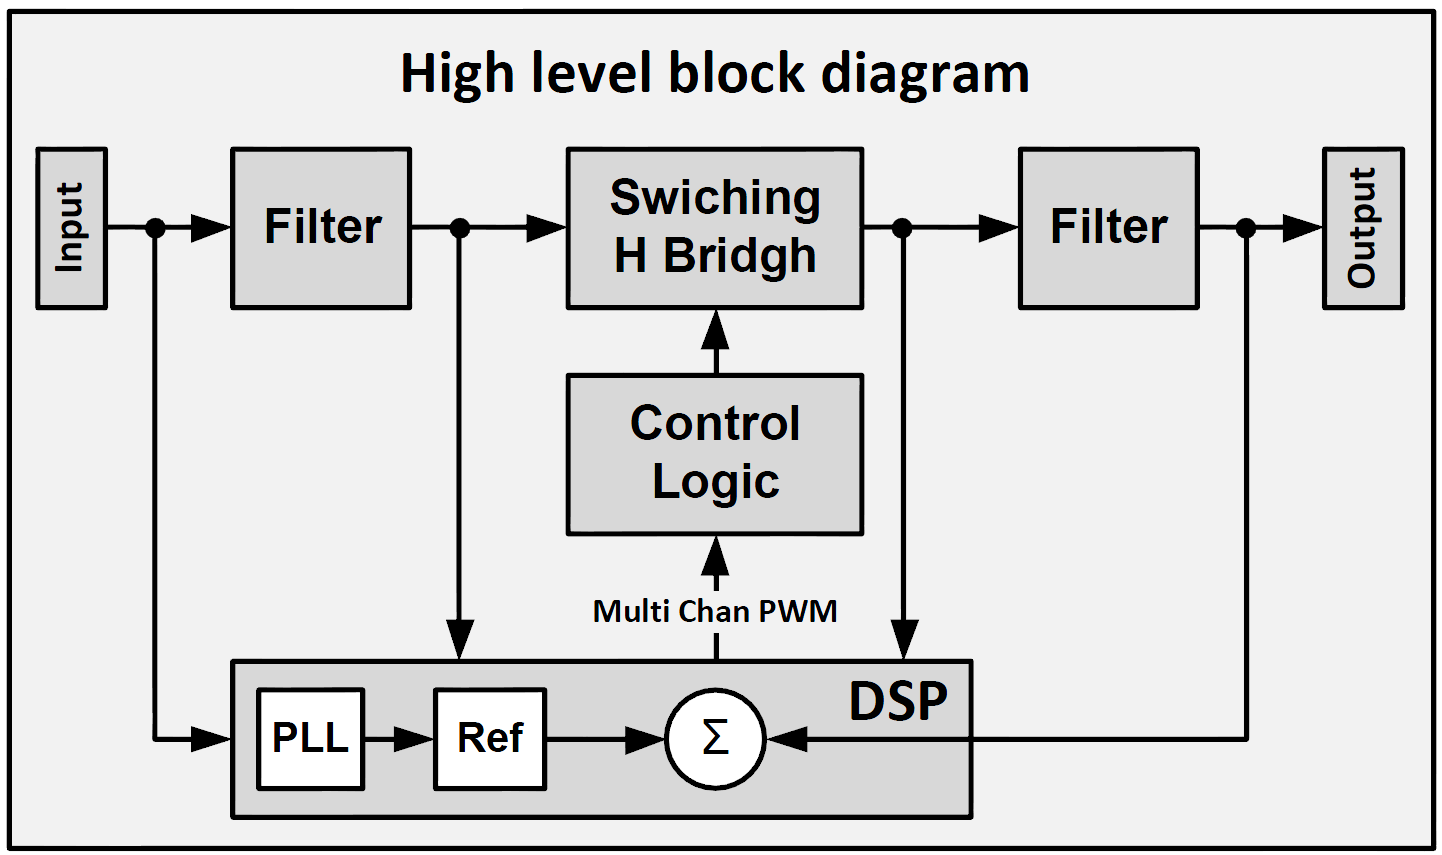 High level block diagram
Input
Filter
Swiching
H Bridgh
Filter
Output
Control
Logic
Multi Chan PWM
DSP
PLL
Ref
Σ